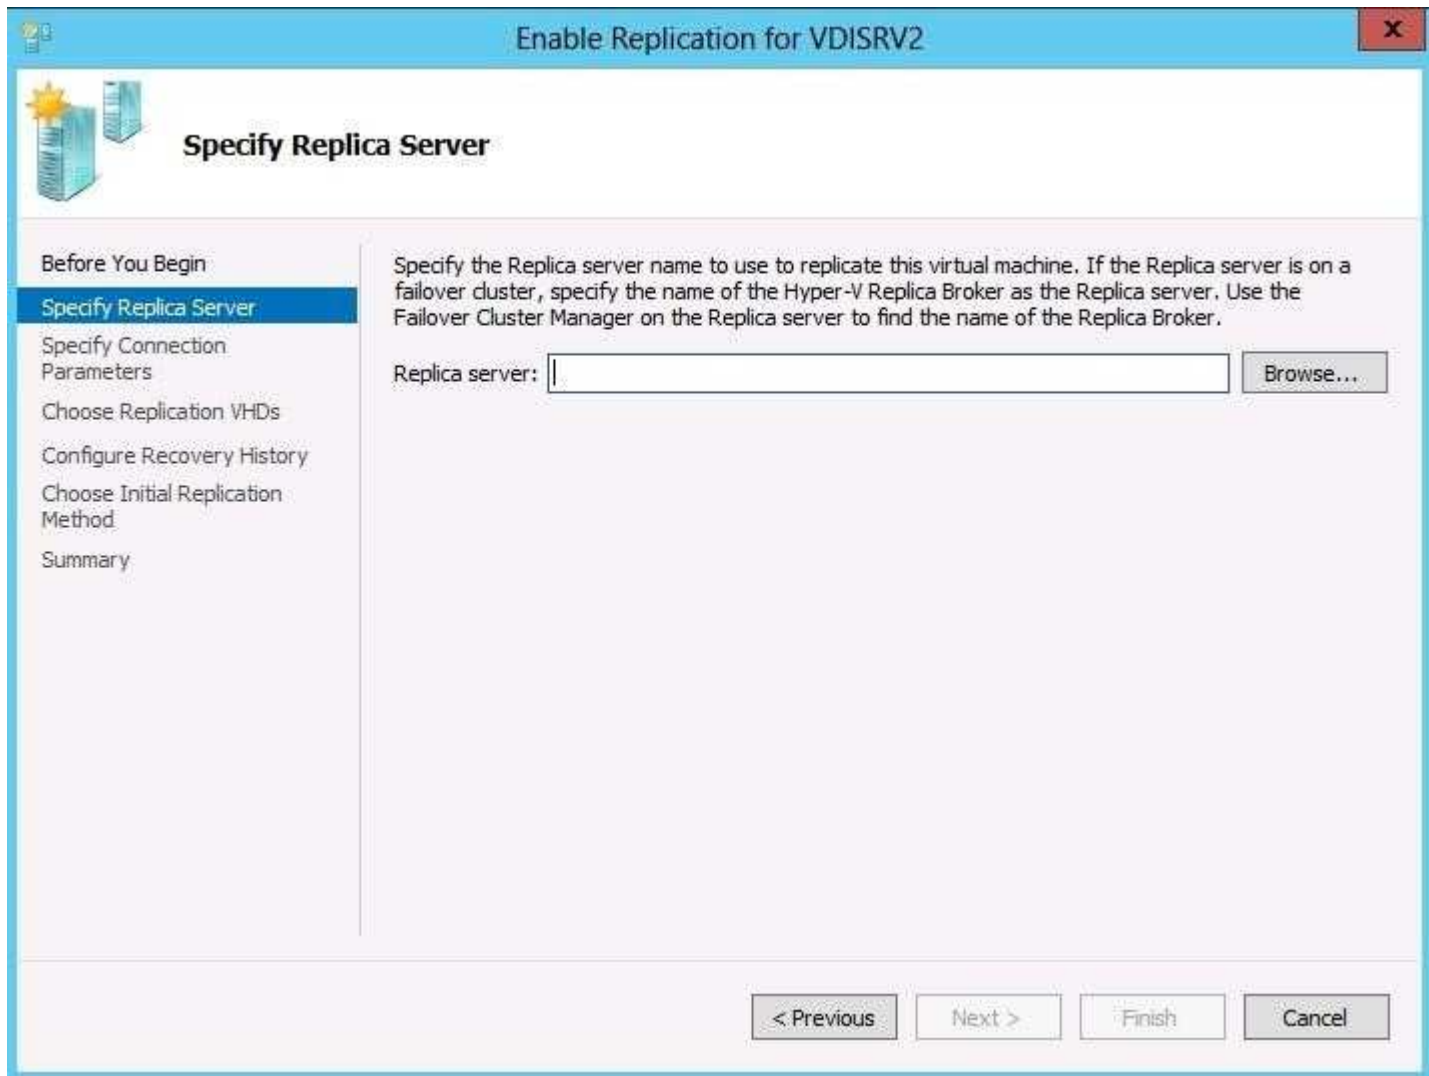 Enable Replication for VDISRV2
x
Specify Replica Server
Before You Begin
Specify Replica Server
Specify Connection
Parameters
Choose Replication VHDs
Configure Recovery History
Choose Initial Replication
Method
Summary
Specify the Replica server name to use to replicate this virtual machine. If the Replica server is on a
failover cluster, specify the name of the Hyper-V Replica Broker as the Replica server. Use the
Failover Cluster Manager on the Replica server to find the name of the Replica Broker.
Replica server:
Browse...
< Previous
Next >
Finish
Cancel